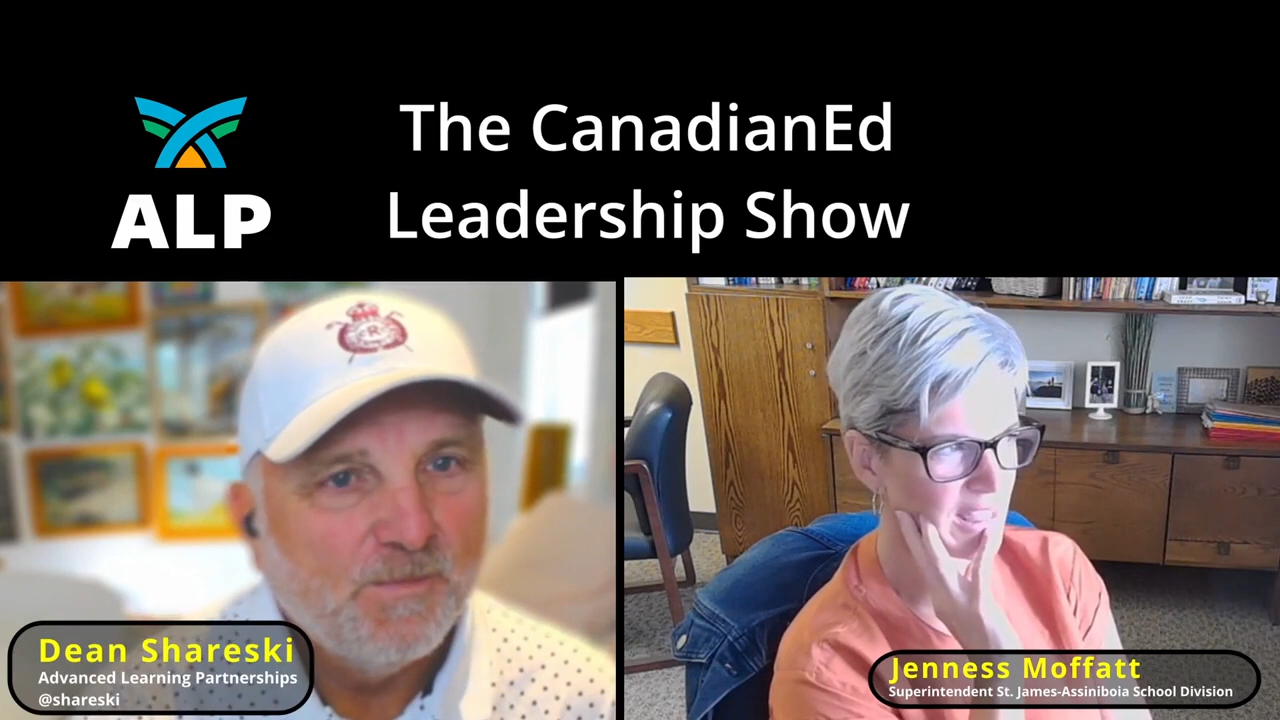 The CanadianEd
Leadership Show
ALP
Dean Shareski
Advanced Learning Partnerships
@shareski
Jenness Moffatt
Superintendent St. James-Assiniboia School Division